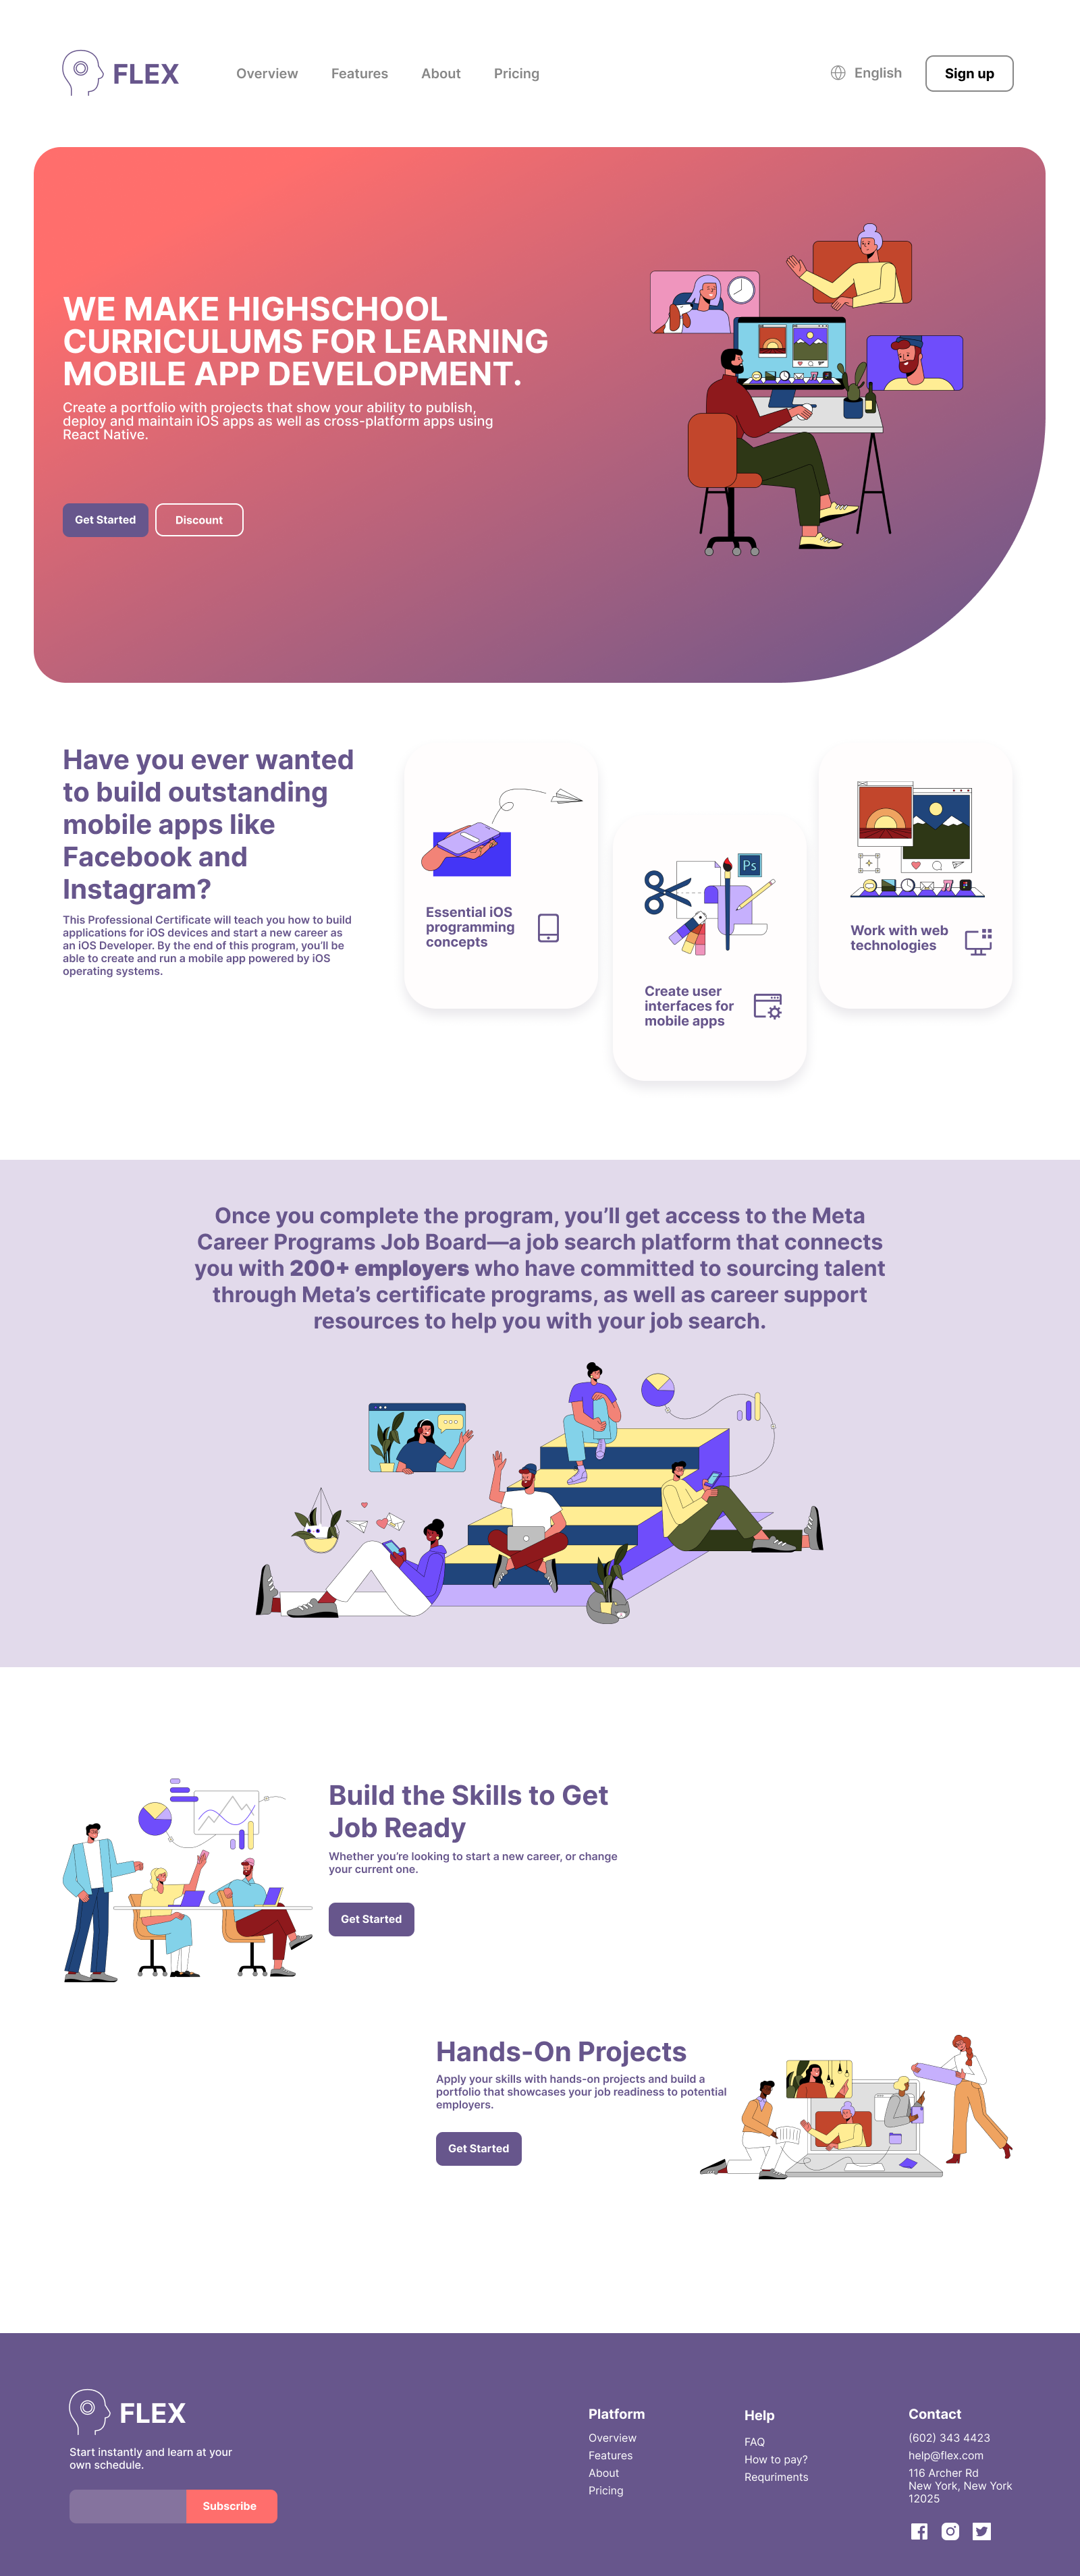 FLEX
Overview
Features
About
Pricing
English
Sign up
WE MAKE HIGHSCHOOL
CURRICULUMS FOR LEARNING
MOBILE APP DEVELOPMENT.
Create a portfolio with projects that show your ability to publish,
deploy and maintain iOS apps as well as cross-platform apps using
React Native.
Get Started
Discount
Have you ever wanted
to build outstanding
mobile apps like
Facebook and
Instagram?
This Professional Certificate will teach you how to build
applications for iOS devices and start a new career as
an iOS Developer. By the end of this program, you’ll be
able to create and run a mobile app powered by iOS
operating systems.
Essential iOS
programming
concepts
Ps
Create user
interfaces for
mobile apps
Work with web
technologies
Once you complete the program, you’ll get access to the Meta
Career Programs Job Board—a job search platform that connects
you with 200+ employers who have committed to sourcing talent
through Meta’s certificate programs, as well as career support
resources to help you with your job search.
Build the Skills to Get
Job Ready
Whether you’re looking to start a new career, or change
your current one.
Get Started
Hands-On Projects
Apply your skills with hands-on projects and build a
portfolio that showcases your job readiness to potential
employers.
Get Started
FLEX
Start instantly and learn at your
own schedule.
Subscribe
Platform
Overview
Features
About
Pricing
Help
FAQ
How to pay?
Requriments
Contact
(602) 343 4423
help@flex.com
116 Archer Rd
New York, New York
12025